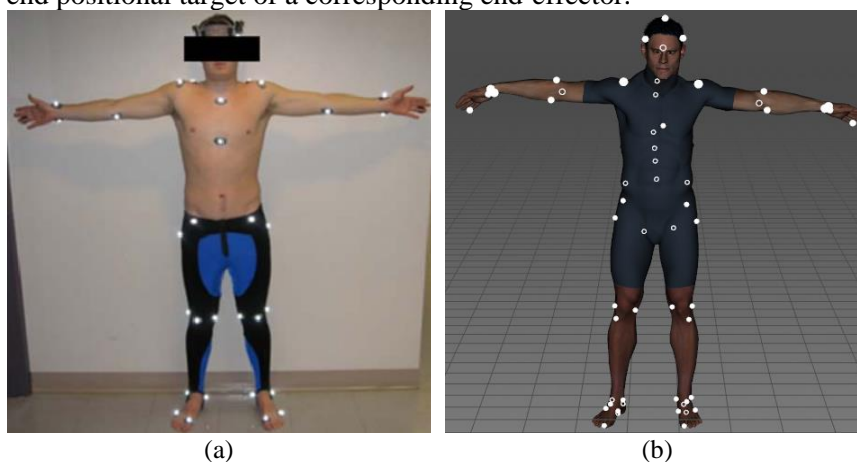 end positional target of a corresponding end-effector.
(a)
(b)